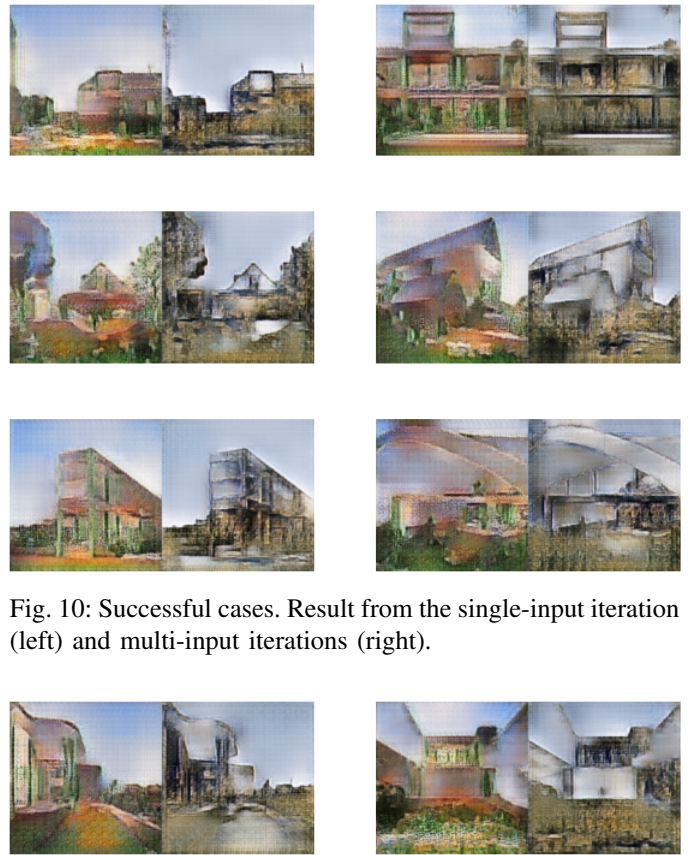 Fig. 10: Successful cases. Result from the single-input iteration
(left) and multi-input iterations (right).